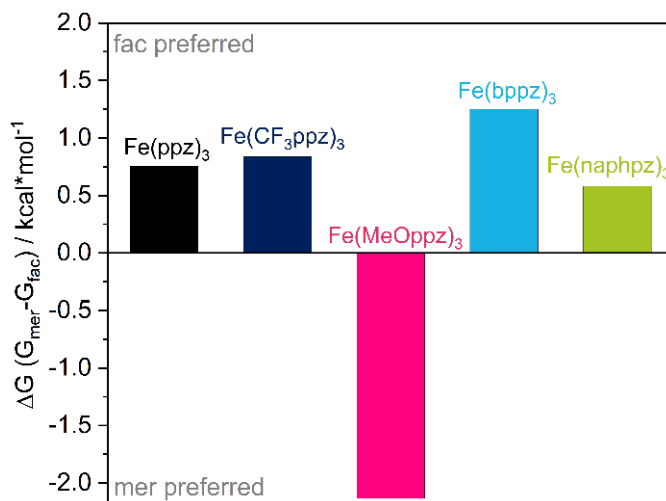 2.0
fac preferred
1.5
Fe(bppz)₃
1.0
Fe(ppz)₃
Fe(CF₃ppz)₃
Fe(naphpz)₃
0.5
Fe(MeOppz)₃
0.0
-0.5
-1.0
-1.5
-2.0
mer preferred
ΔG (Gmer-Gfac) / kcal*mol⁻¹